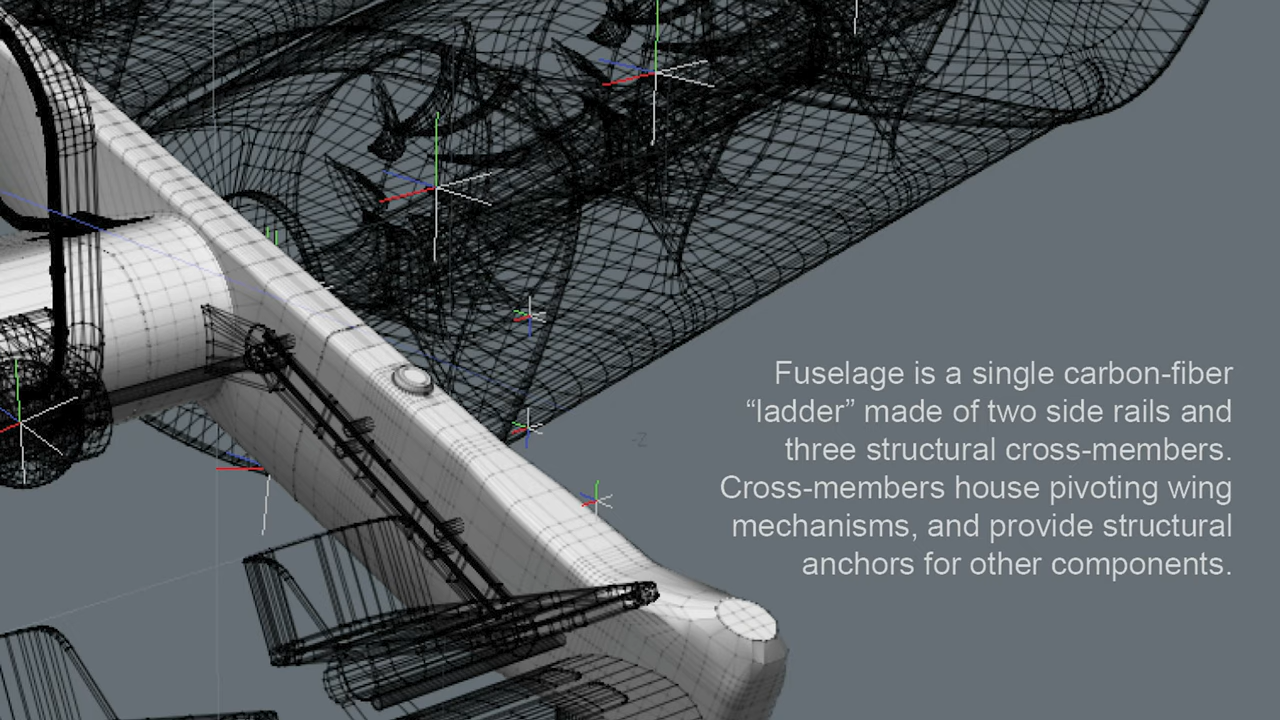 -Z
Fuselage is a single carbon-fiber
“ladder” made of two side rails and
three structural cross-members.
Cross-members house pivoting wing
mechanisms, and provide structural
anchors for other components.